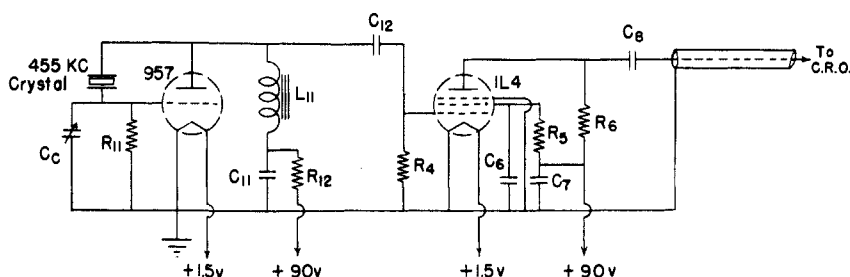 455 KC
Crystal
957
C12
C8
1L4
To
C.R.O.
L11
CC
R11
C11
R12
R4
C6
R5
C7
R6
+1.5v
+90v
+1.5v
+90v